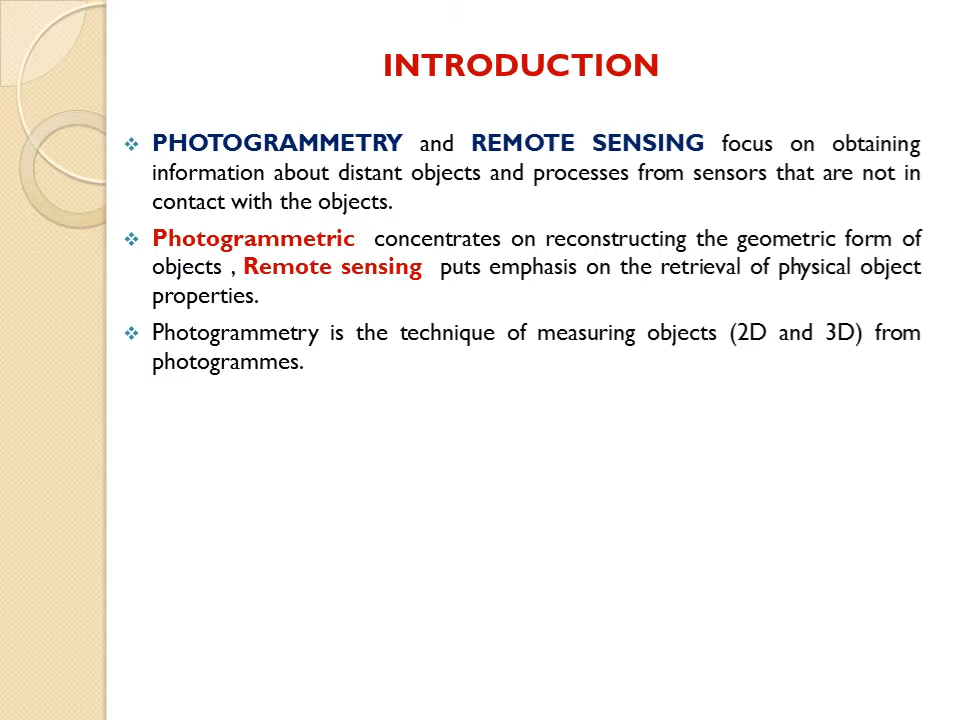 INTRODUCTION
PHOTOGRAMMETRY and REMOTE SENSING focus on obtaining
information about distant objects and processes from sensors that are not in
contact with the objects.
Photogrammetric concentrates on reconstructing the geometric form of
objects , Remote sensing puts emphasis on the retrieval of physical object
properties.
Photogrammetry is the technique of measuring objects (2D and 3D) from
photogrammes.